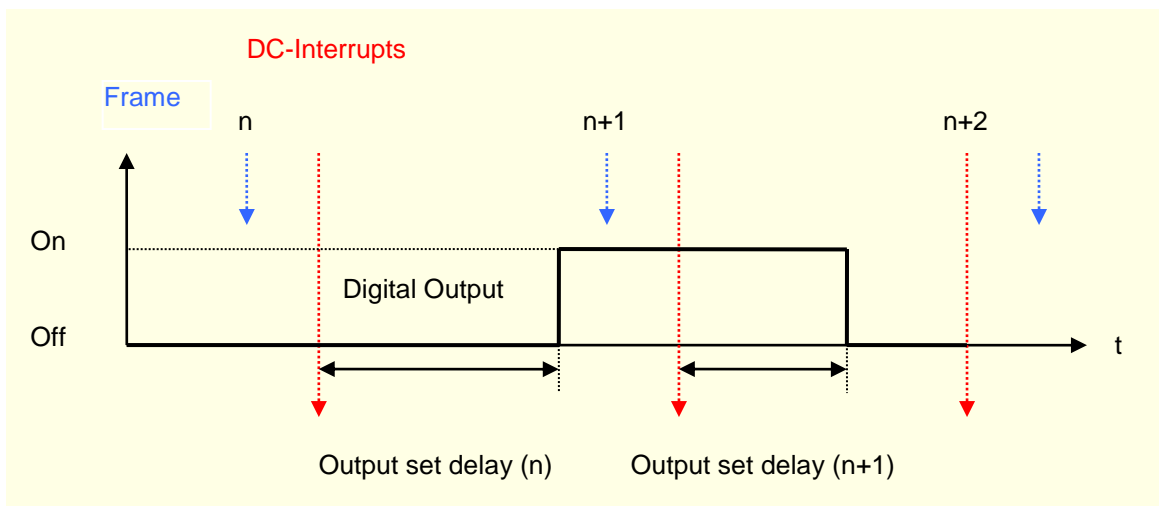 DC-Interrupts
Frame
n n+1 n+2
On
Digital Output
Off
t
Output set delay (n) Output set delay (n+1)